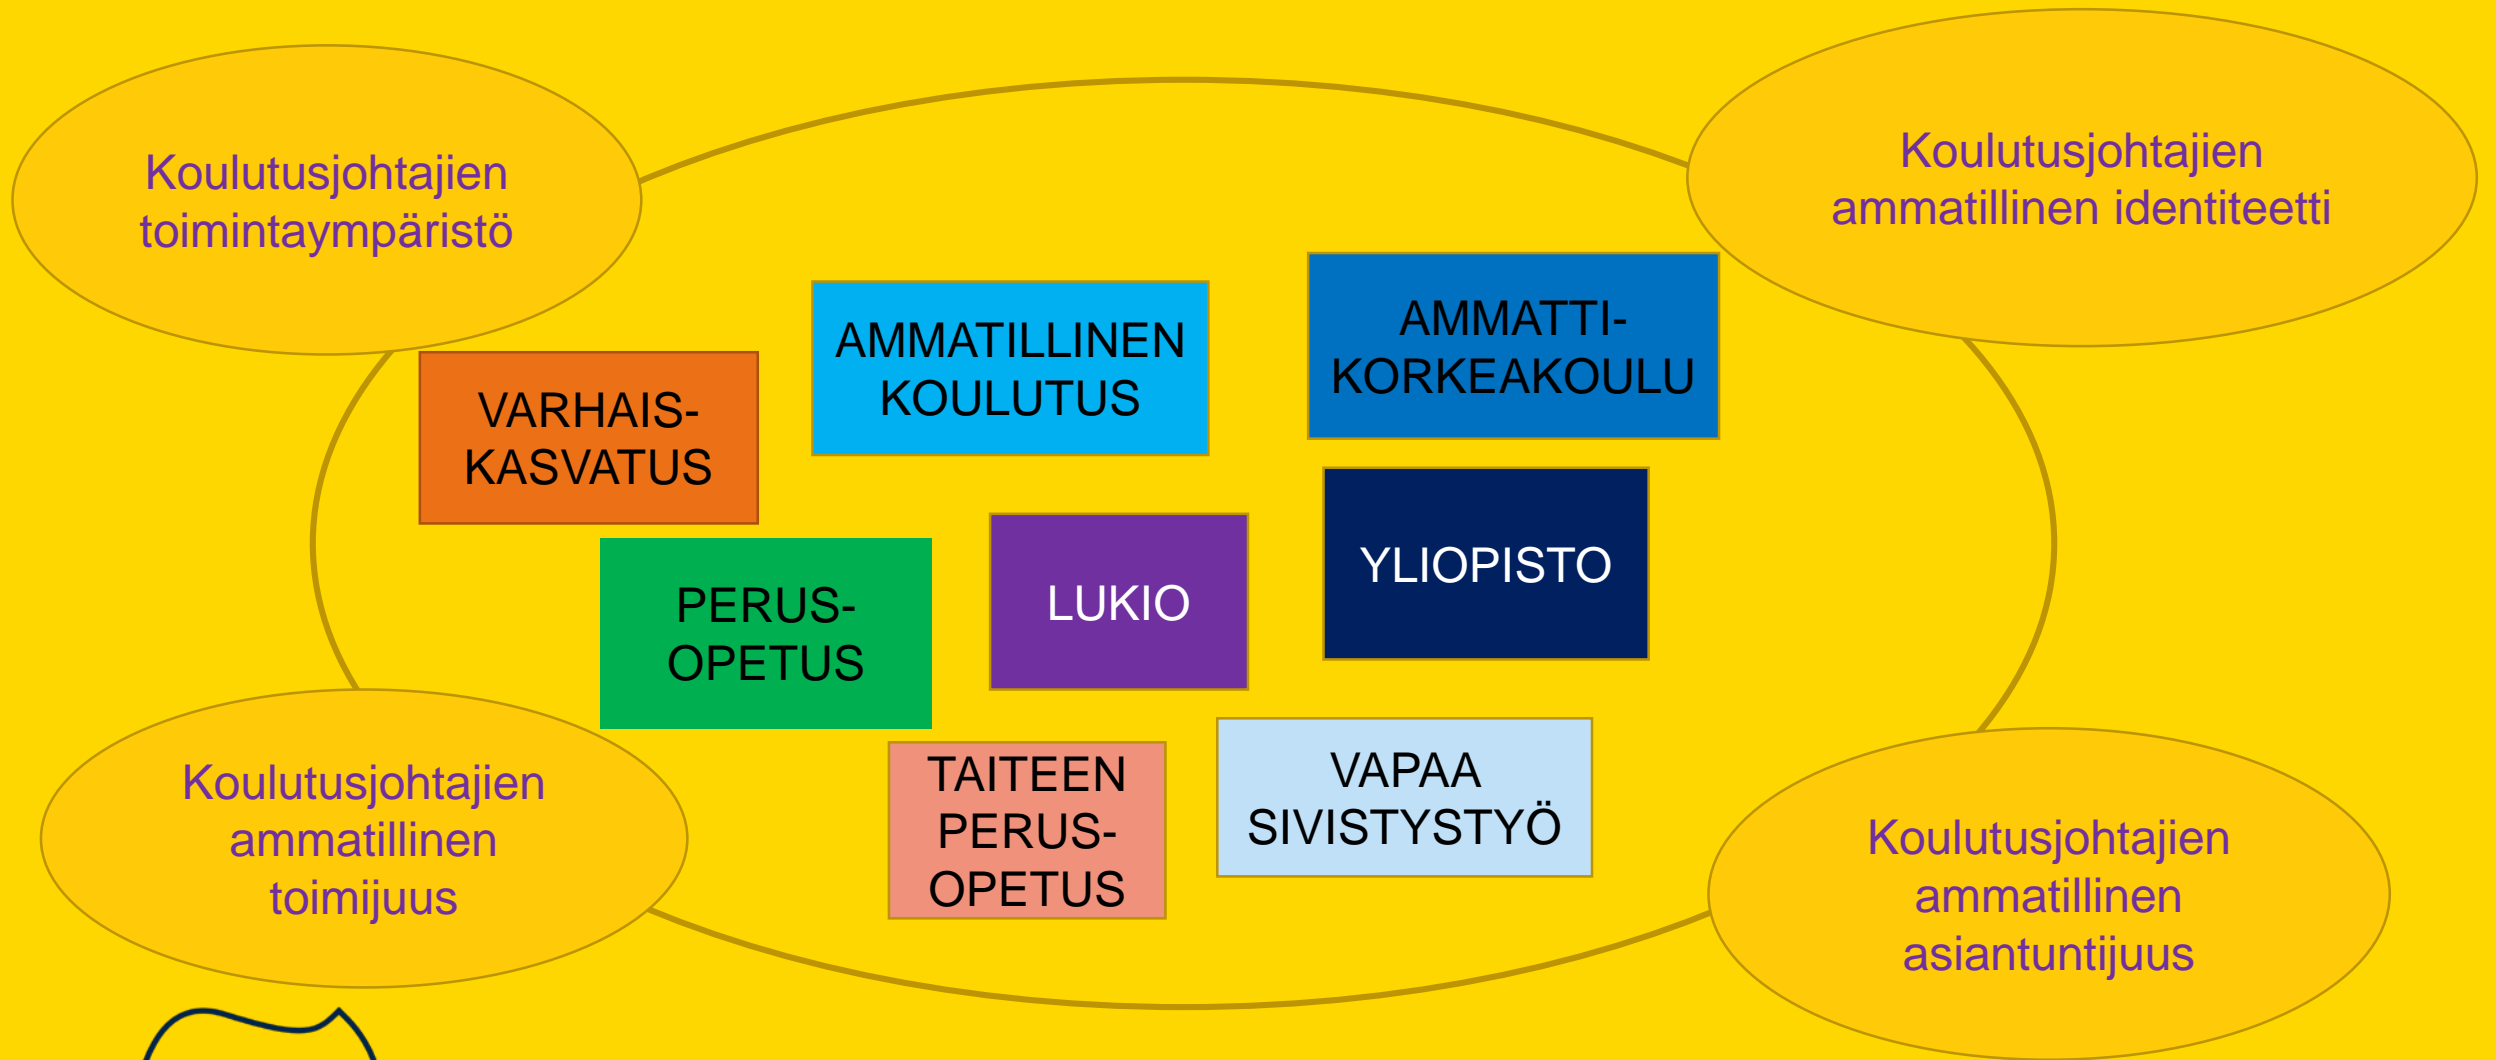 Koulutusjohtajien
toimintaympäristö
Koulutusjohtajien
ammatillinen identiteetti
AMMATILLINEN
KOULUTUS
AMMATTI-
KORKEAKOULU
VARHAIS-
KASVATUS
PERUS-
OPETUS
LUKIO
YLIOPISTO
TAITEEN
PERUS-
OPETUS
VAPAA
SIVISTYSTYÖ
Koulutusjohtajien
ammatillinen
toimijuus
Koulutusjohtajien
ammatillinen
asiantuntijuus